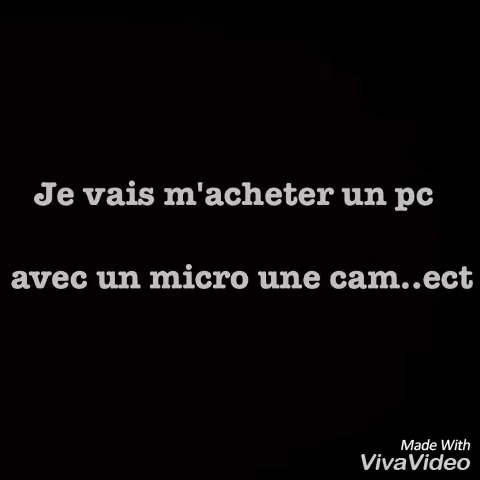 Je vais m'acheter un pc
avec un micro une cam..ect
Made With
VivaVideo